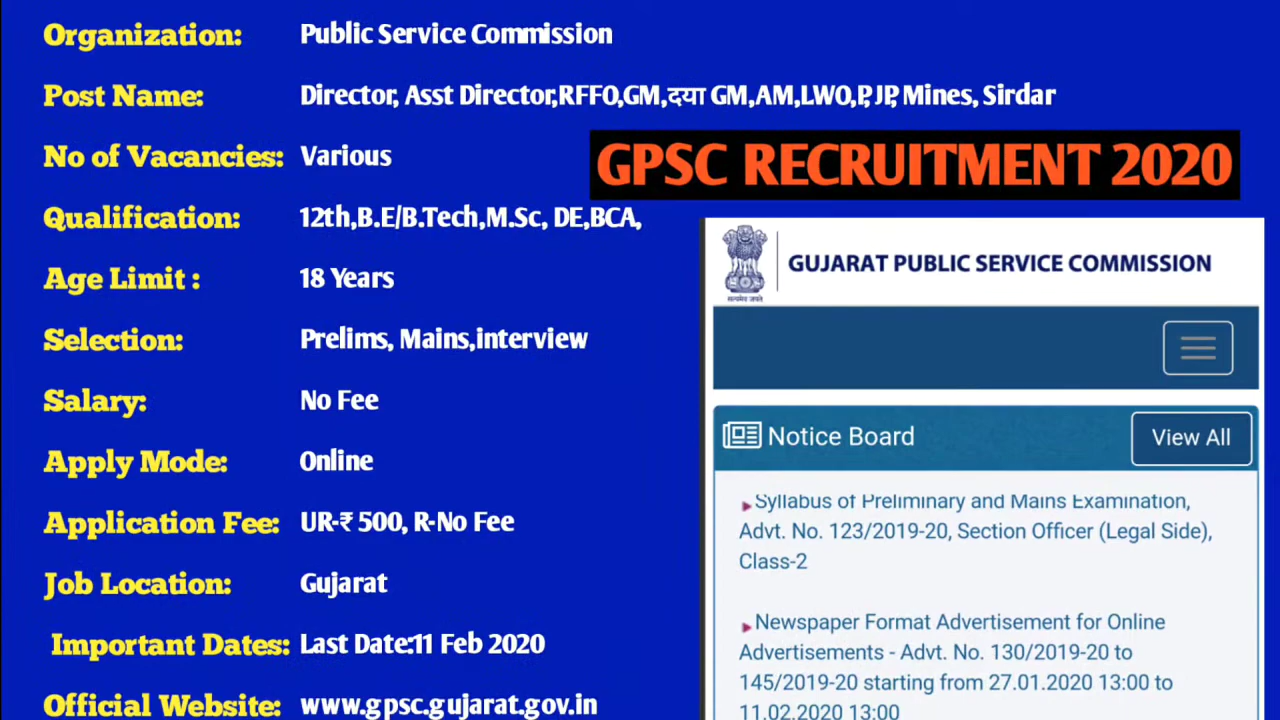 Organization: Public Service Commission
Post Name: Director, Asst Director,RFFO,GM,दया GM,AM,LWO,P,JP, Mines, Sirdar
No of Vacancies: Various
GPSC RECRUITMENT 2020
Qualification: 12th,B.E/B.Tech,M.Sc, DE,BCA,
Age Limit : 18 Years
Selection: Prelims, Mains,interview
Salary: No Fee
Apply Mode: Online
Application Fee: UR-₹ 500, R-No Fee
Job Location: Gujarat
Important Dates: Last Date:11 Feb 2020
Official Website: www.gpsc.gujarat.gov.in
सत्यमेव जयते
GUJARAT PUBLIC SERVICE COMMISSION
Notice Board
View All
Syllabus of Preliminary and Mains Examination,
Advt. No. 123/2019-20, Section Officer (Legal Side),
Class-2
Newspaper Format Advertisement for Online
Advertisements - Advt. No. 130/2019-20 to
145/2019-20 starting from 27.01.2020 13:00 to
11.02.2020 13:00